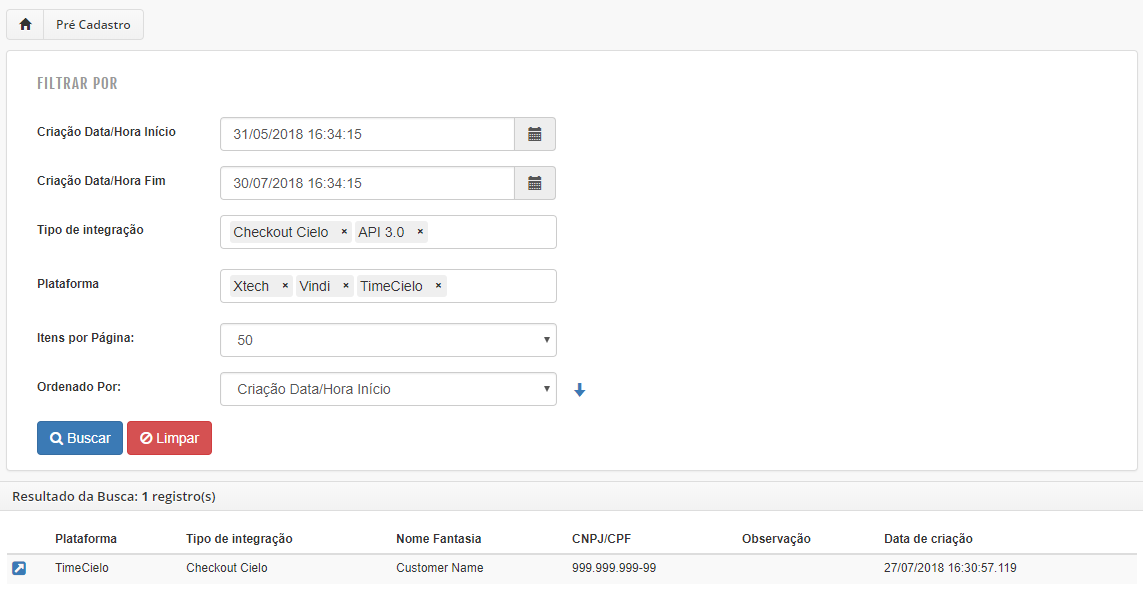 Pré Cadastro
FILTRAR POR
Criação Data/Hora Início
31/05/2018 16:34:15
Criação Data/Hora Fim
30/07/2018 16:34:15
Tipo de integração
Checkout Cielo × API 3.0 ×
Plataforma
Xtech × Vindi × TimeCielo ×
Itens por Página:
50
Ordenado Por:
Criação Data/Hora Início
Buscar Limpar
Resultado da Busca: 1 registro(s)
Plataforma Tipo de integração Nome Fantasia CNPJ/CPF Observação Data de criação
TimeCielo Checkout Cielo Customer Name 999.999.999-99 27/07/2018 16:30:57.119